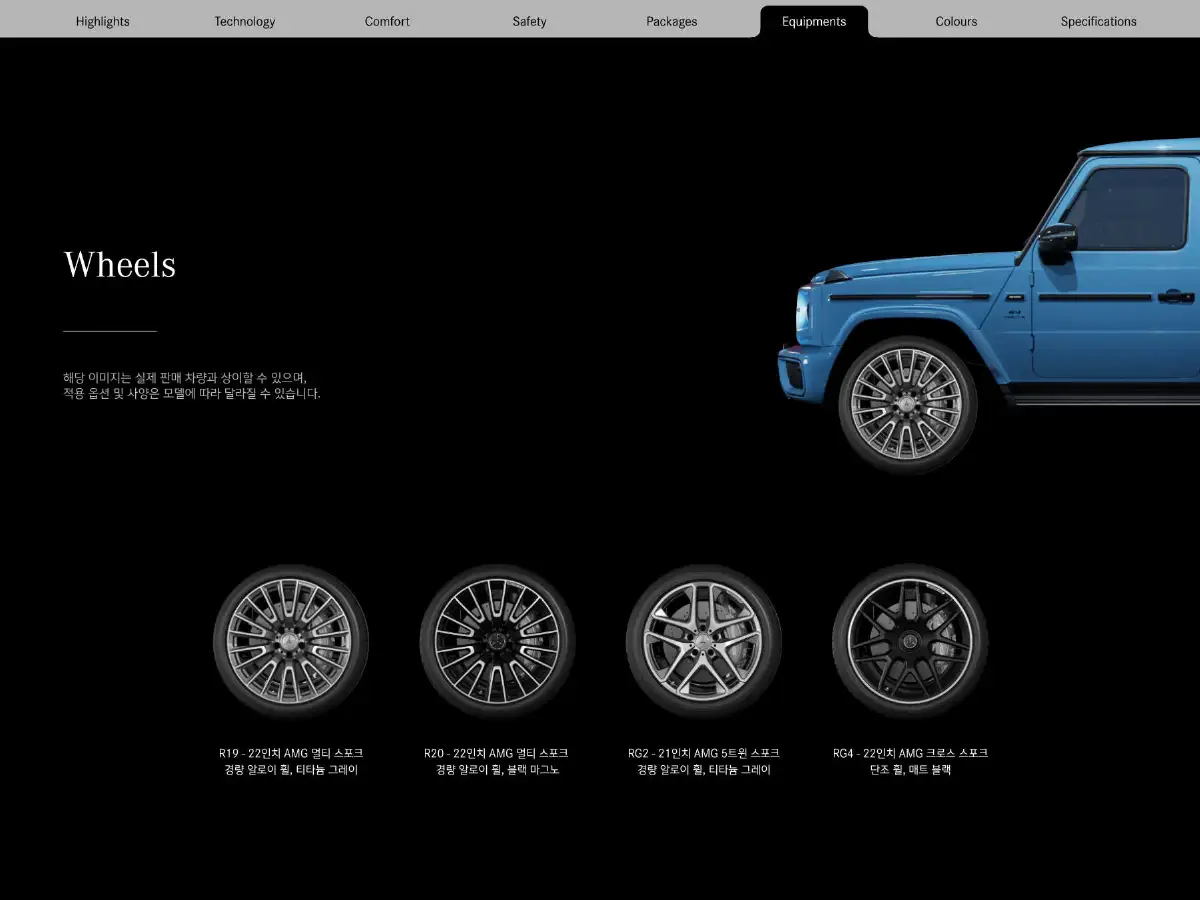 Highlights
Technology
Comfort
Safety
Packages
Equipments
Colours
Specifications
Wheels
해당 이미지는 실제 판매 차량과 상이할 수 있으며,
적용 옵션 및 사양은 모델에 따라 달라질 수 있습니다.
R19 - 22인치 AMG 멀티 스포크
경량 알로이 휠, 티타늄 그레이
R20 - 22인치 AMG 멀티 스포크
경량 알로이 휠, 블랙 마그노
RG2 - 21인치 AMG 5트윈 스포크
경량 알로이 휠, 티타늄 그레이
RG4 - 22인치 AMG 크로스 스포크
단조 휠, 매트 블랙